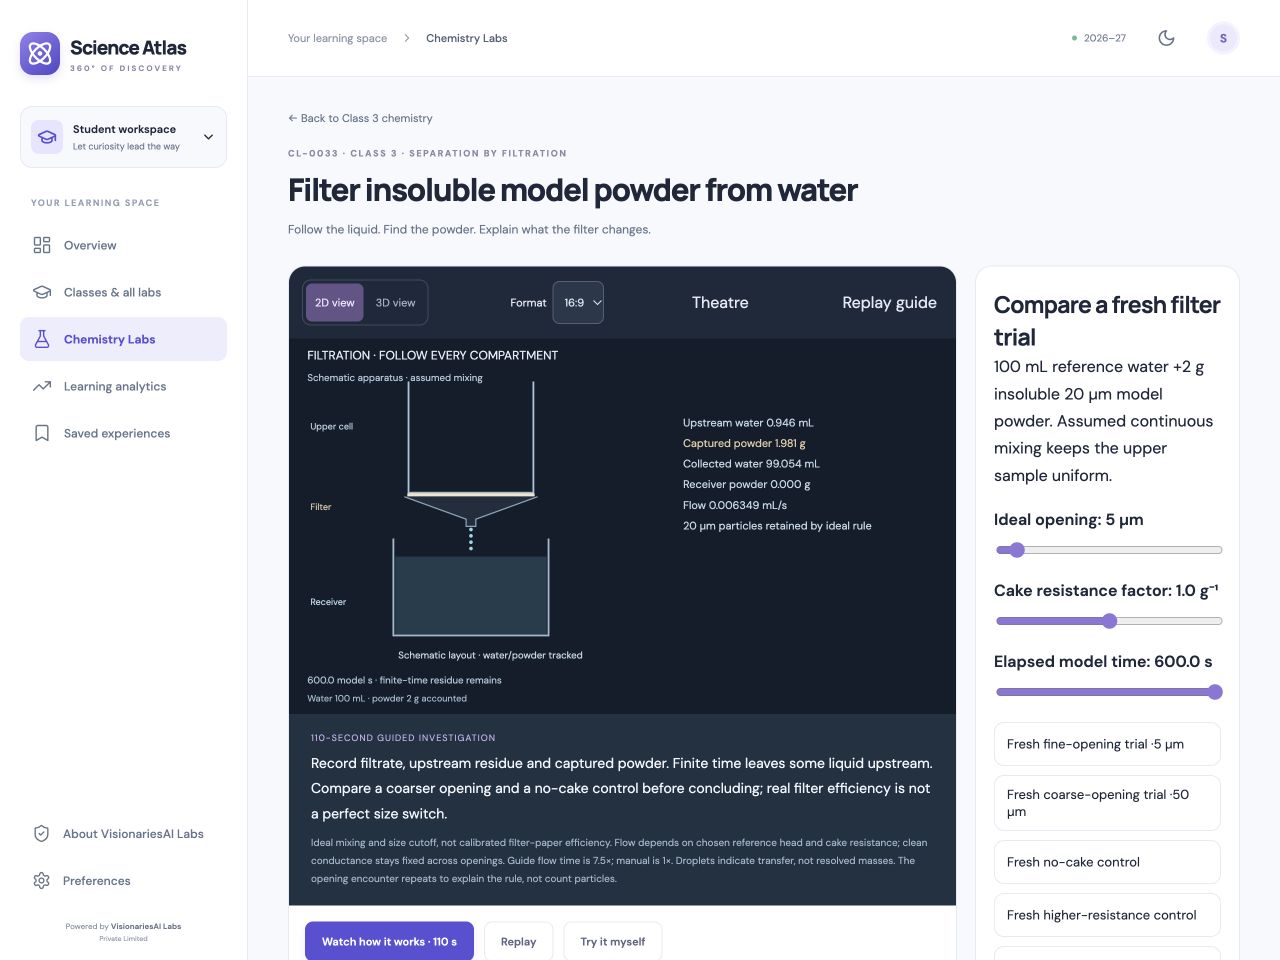 Science Atlas
360° OF DISCOVERY
Student workspace
Let curiosity lead the way
YOUR LEARNING SPACE
Overview
Classes & all labs
Chemistry Labs
Learning analytics
Saved experiences
About VisionariesAI Labs
Preferences
Powered by VisionariesAI Labs
Private Limited
Your learning space
Chemistry Labs
2026–27
S
← Back to Class 3 chemistry
CL-0033 · CLASS 3 · SEPARATION BY FILTRATION
Filter insoluble model powder from water
Follow the liquid. Find the powder. Explain what the filter changes.
2D view
3D view
Format
16:9
Theatre
Replay guide
FILTRATION · FOLLOW EVERY COMPARTMENT
Schematic apparatus · assumed mixing
Upper cell
Filter
Receiver
Upstream water 0.946 mL
Captured powder 1.981 g
Collected water 99.054 mL
Receiver powder 0.000 g
Flow 0.006349 mL/s
20 µm particles retained by ideal rule
Schematic layout · water/powder tracked
600.0 model s · finite-time residue remains
Water 100 mL · powder 2 g accounted
110-SECOND GUIDED INVESTIGATION
Record filtrate, upstream residue and captured powder. Finite time leaves some liquid upstream.
Compare a coarser opening and a no-cake control before concluding; real filter efficiency is not
a perfect size switch.
Ideal mixing and size cutoff, not calibrated filter-paper efficiency. Flow depends on chosen reference head and cake resistance; clean
conductance stays fixed across openings. Guide flow time is 7.5×; manual is 1×. Droplets indicate transfer, not resolved masses. The
opening encounter repeats to explain the rule, not count particles.
Watch how it works · 110 s
Replay
Try it myself
Compare a fresh filter
trial
100 mL reference water +2 g
insoluble 20 µm model
powder. Assumed continuous
mixing keeps the upper
sample uniform.
Ideal opening: 5 µm
Cake resistance factor: 1.0 g⁻¹
Elapsed model time: 600.0 s
Fresh fine-opening trial ·5 µm
Fresh coarse-opening trial ·50
µm
Fresh no-cake control
Fresh higher-resistance control